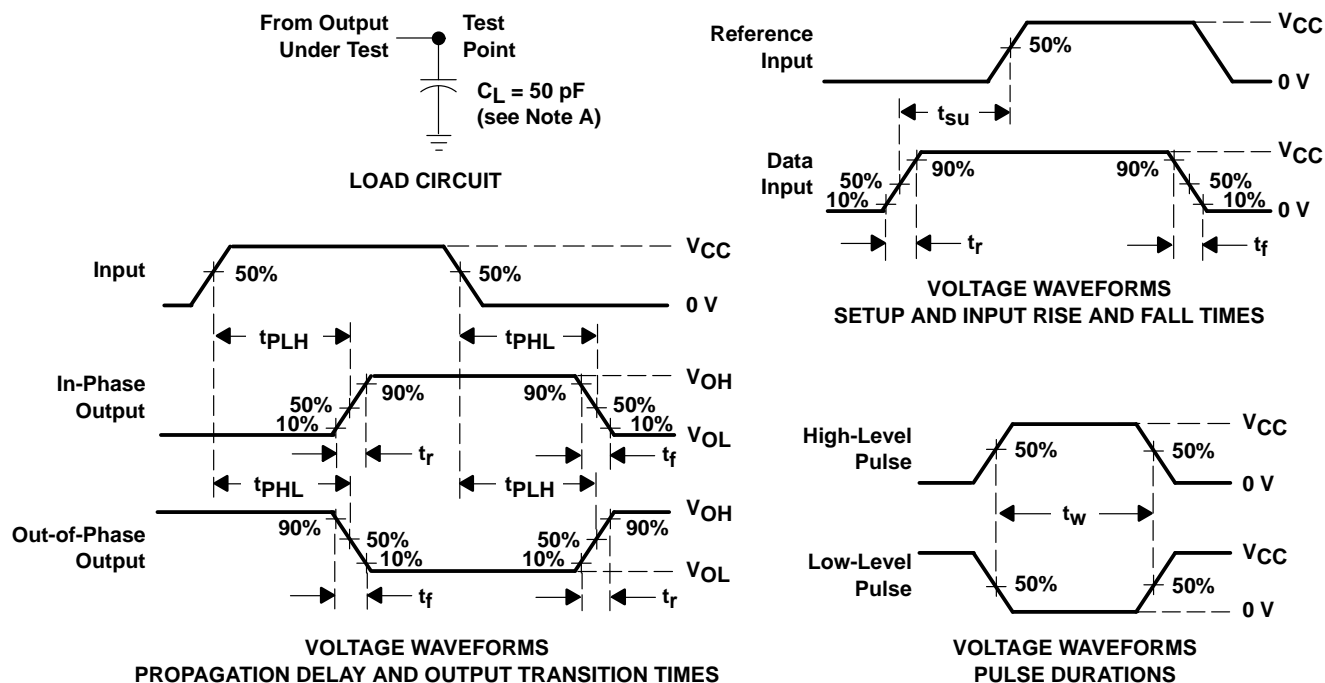 From Output
Under Test
Test
Point
CL = 50 pF
(see Note A)
LOAD CIRCUIT
Input
50%
50%
VCC
0 V
tPLH
tPHL
In-Phase
Output
50%
10%
90%
90%
50%
10%
VOH
VOL
tr
tf
tPHL
tPLH
Out-of-Phase
Output
90%
50%
10%
50%
10%
90%
VOH
VOL
tf
tr
VOLTAGE WAVEFORMS
PROPAGATION DELAY AND OUTPUT TRANSITION TIMES
Reference
Input
50%
VCC
0 V
tsu
Data
Input
50%
10%
90%
90%
50%
10%
VCC
0 V
tr
tf
VOLTAGE WAVEFORMS
SETUP AND INPUT RISE AND FALL TIMES
High-Level
Pulse
50%
50%
VCC
0 V
tw
Low-Level
Pulse
50%
50%
VCC
0 V
VOLTAGE WAVEFORMS
PULSE DURATIONS